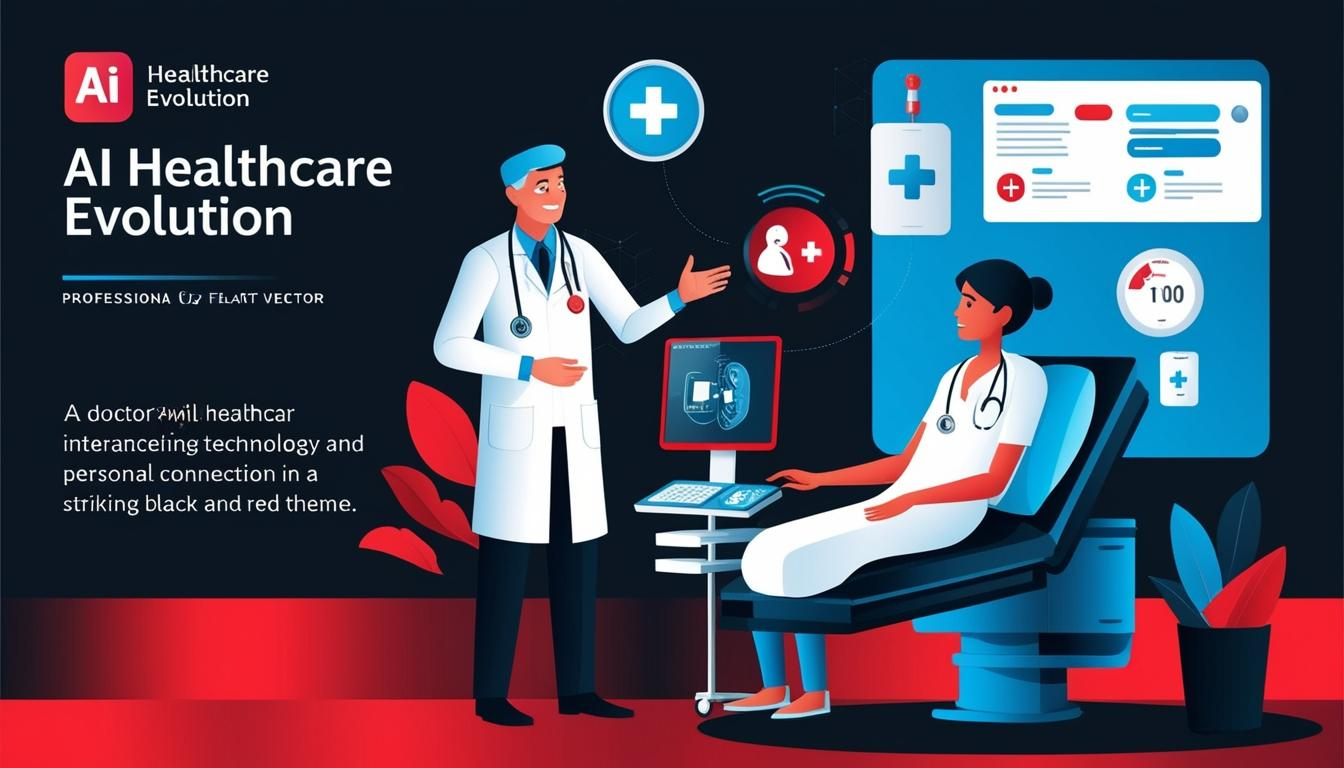 Ai
Healthcare
Evolution
AI Healthcare
Evolution
PROFESSIONA VECTOR
A doctor heathcar
technology and
personal connection in a
striking black and red theme.
100